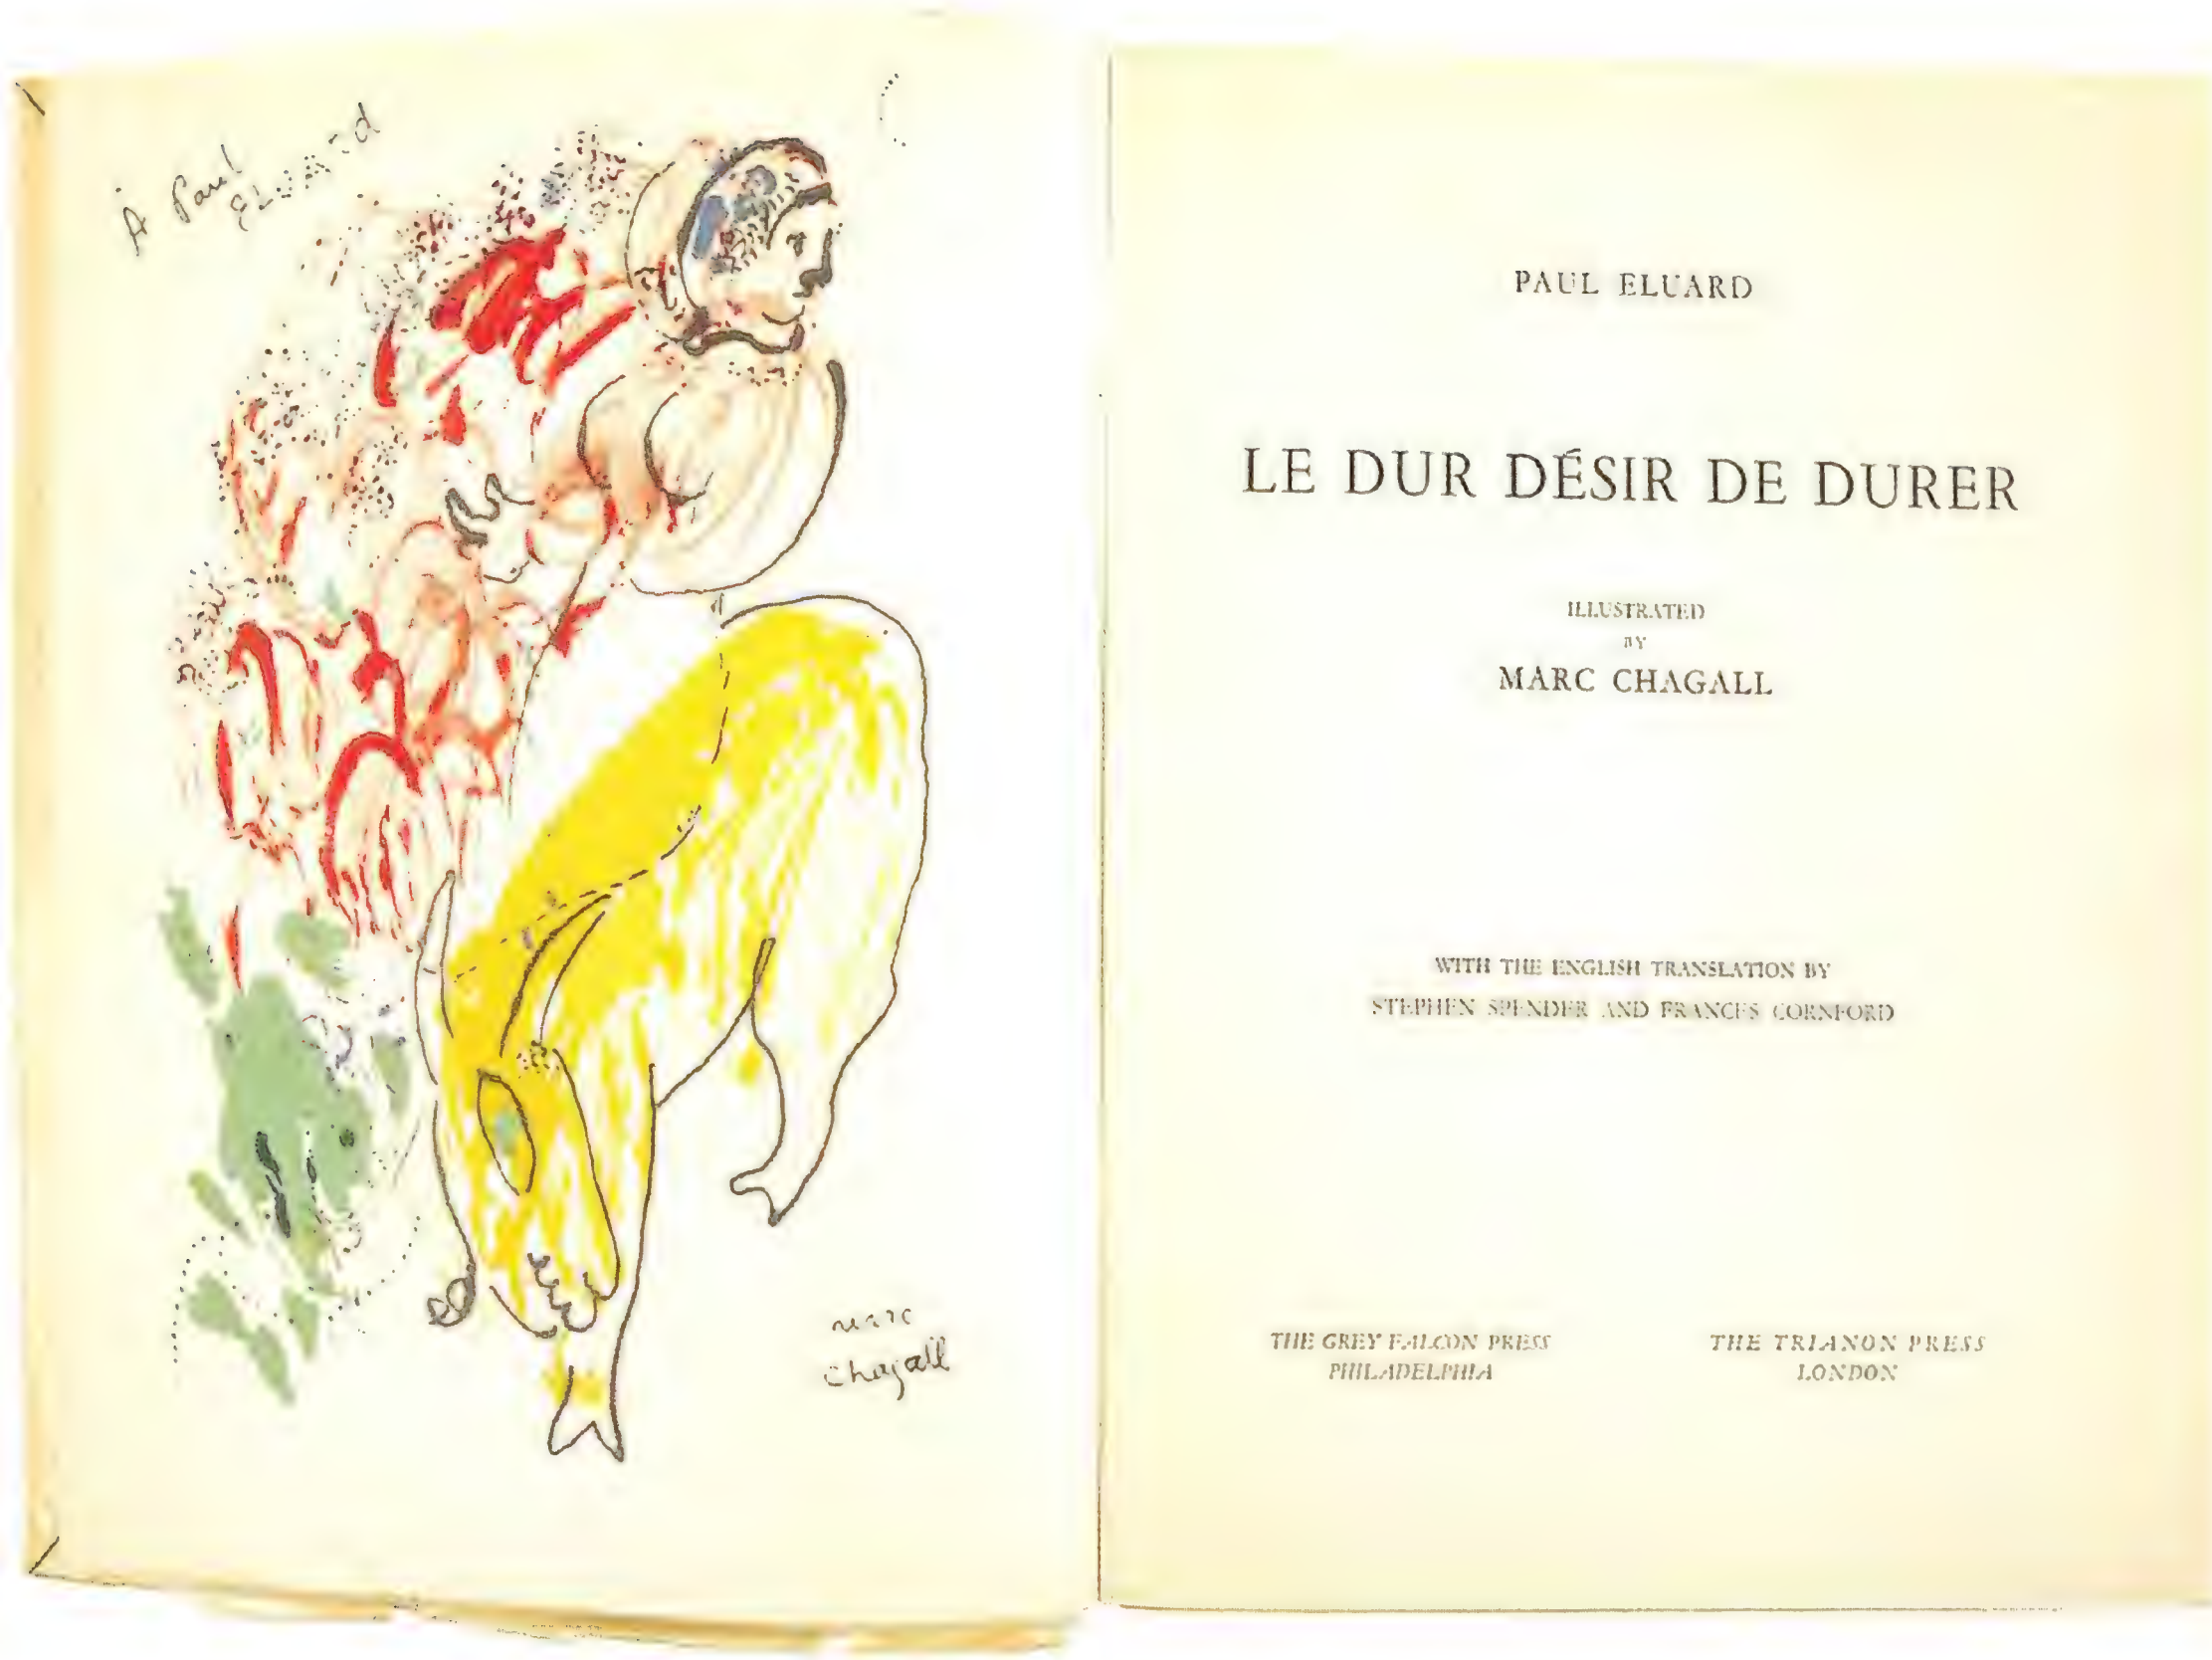 A Paul
ELUARd
marc
chagall
PAUL ELUARD
LE DUR DÉSIR DE DURER
ILLUSTRATED
BY
MARC CHAGALL
WITH THE ENGLISH TRANSLATION BY
STEPHEN SPENDER AND FRANCES CORNFORD
THE GREY FALCON PRESS
PHILADELPHIA
THE TRIANON PRESS
LONDON